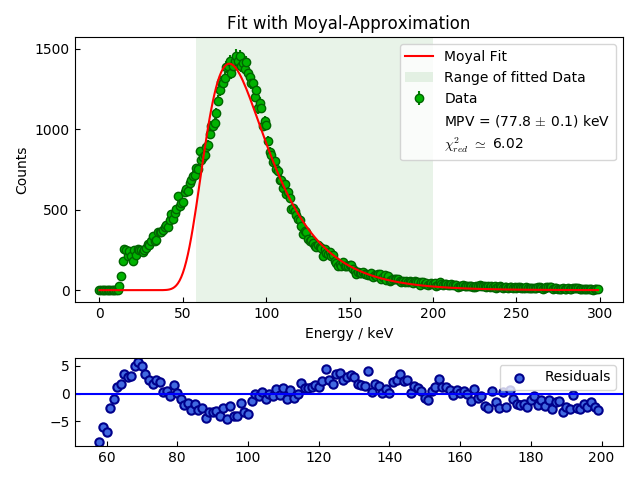 Fit with Moyal-Approximation
1500
1000
500
0
Counts
Moyal Fit
Range of fitted Data
Data
MPV = (77.8 ± 0.1) keV
χ²red ≃ 6.02
0 50 100 150 200 250 300
Energy / keV
5
0
−5
Residuals
60 80 100 120 140 160 180 200